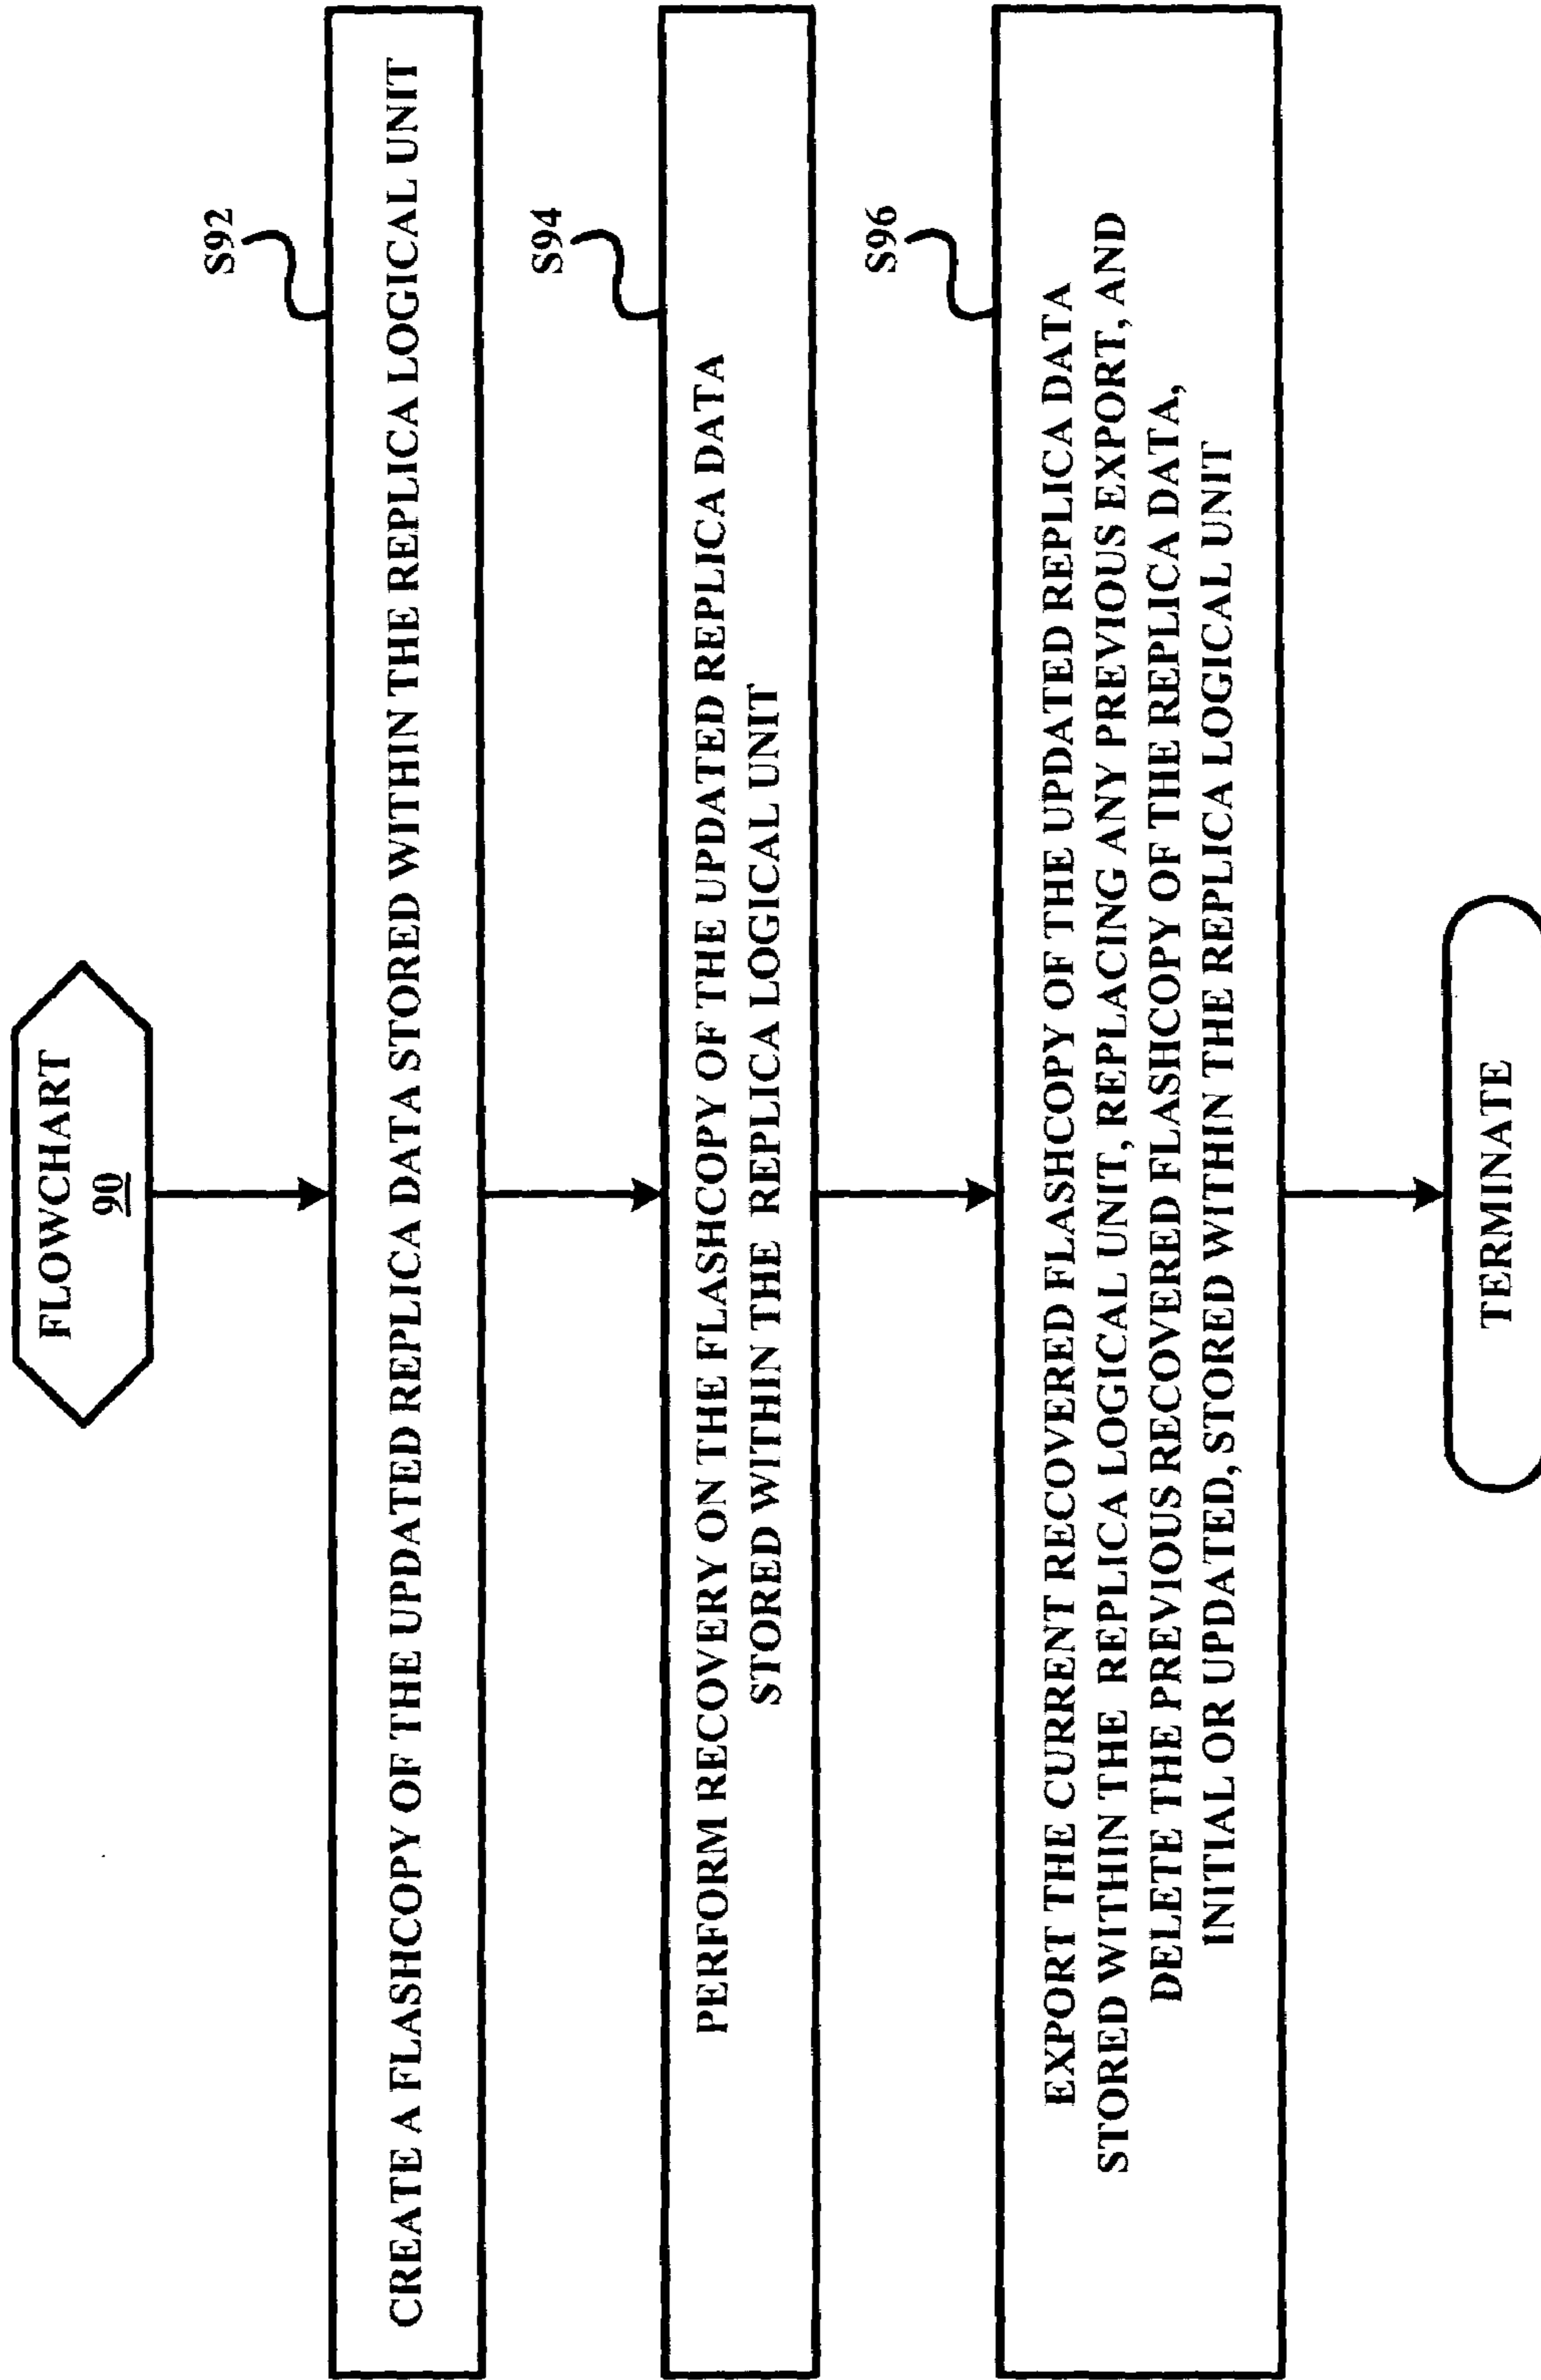 FLOWCHART
90
S92
CREATE A FLASHCOPY OF THE UPDATED REPLICA DATA STORED WITHIN THE REPLICA LOGICAL UNIT
S94
PERFORM RECOVERY ON THE FLASHCOPY OF THE UPDATED REPLICA DATA
STORED WITHIN THE REPLICA LOGICAL UNIT
S96
EXPORT THE CURRENT RECOVERED FLASHCOPY OF THE UPDATED REPLICA DATA
STORED WITHIN THE REPLICA LOGICAL UNIT, REPLACING ANY PREVIOUS EXPORT, AND
DELETE THE PREVIOUS RECOVERED FLASHCOPY OF THE REPLICA DATA,
INITIAL OR UPDATED, STORED WITHIN THE REPLICA LOGICAL UNIT
TERMINATE